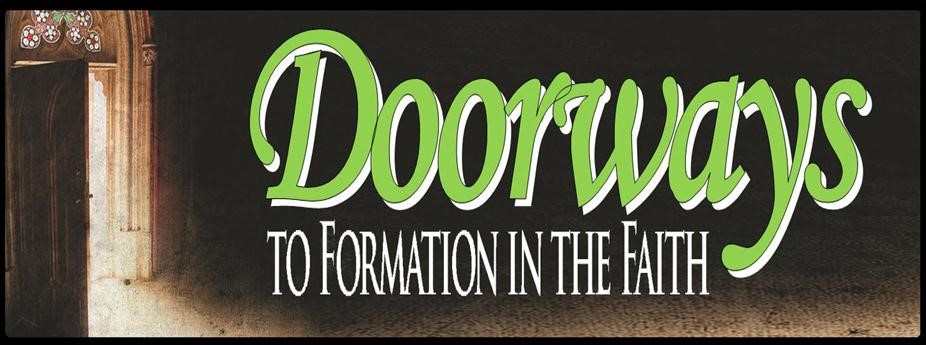 Doorways
TO FORMATION IN THE FAITH